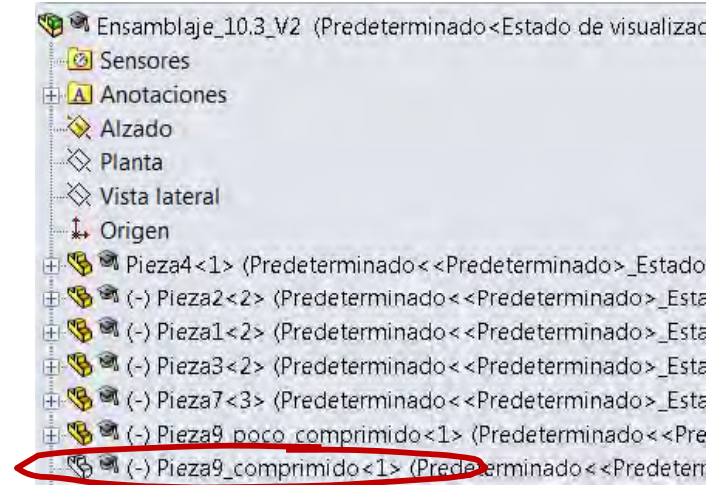 Ensamblaje_10.3_V2 (Predeterminado<Estado de visualizac
Sensores
A Anotaciones
Alzado
Planta
Vista lateral
Origen
Pieza4<1> (Predeterminado<<Predeterminado>_Estado
(-) Pieza2<2> (Predeterminado<<Predeterminado>_Esta
(-) Pieza1<2> (Predeterminado<<Predeterminado>_Esta
(-) Pieza3<2> (Predeterminado<<Predeterminado>_Esta
(-) Pieza7<3> (Predeterminado<<Predeterminado>_Esta
(-) Pieza9_poco_comprimido<1> (Predeterminado<<Pre
(-) Pieza9_comprimido<1> (Predeterminado<<Predeterm